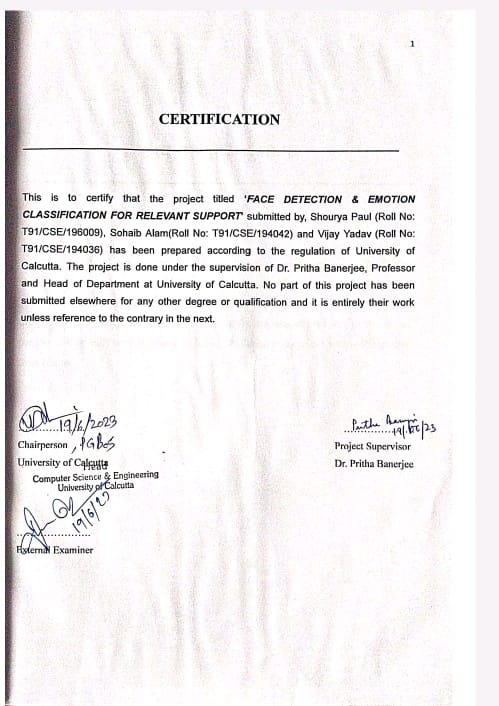 1
CERTIFICATION
This is to certify that the project titled 'FACE DETECTION & EMOTION
CLASSIFICATION FOR RELEVANT SUPPORT' submitted by, Shourya Paul (Roll No:
T91/CSE/196009), Sohaib Alam(Roll No: T91/CSE/194042) and Vijay Yadav (Roll No:
T91/CSE/194036) has been prepared according to the regulation of University of
Calcutta. The project is done under the supervision of Dr. Pritha Banerjee, Professor
and Head of Department at University of Calcutta. No part of this project has been
submitted elsewhere for any other degree or qualification and it is entirely their work
unless reference to the contrary in the next.
19/6/2023
Chairperson , PGBoS
University of Calcutta
Computer Science & Engineering
University of Calcutta
19/6/23
External Examiner
Pritha Banerjee
19/06/23
Project Supervisor
Dr. Pritha Banerjee